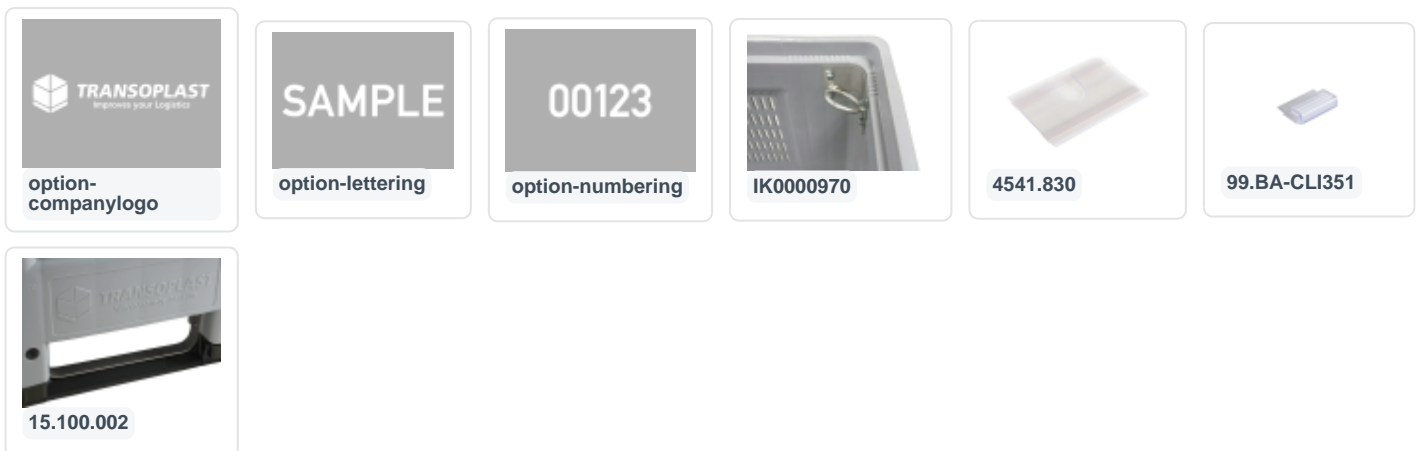 TRANSOPLAST
Improves your Logistics
option-
companylogo
SAMPLE
option-lettering
00123
option-numbering
IK0000970
4541.830
99.BA-CLI351
TRANSOPLAST
15.100.002